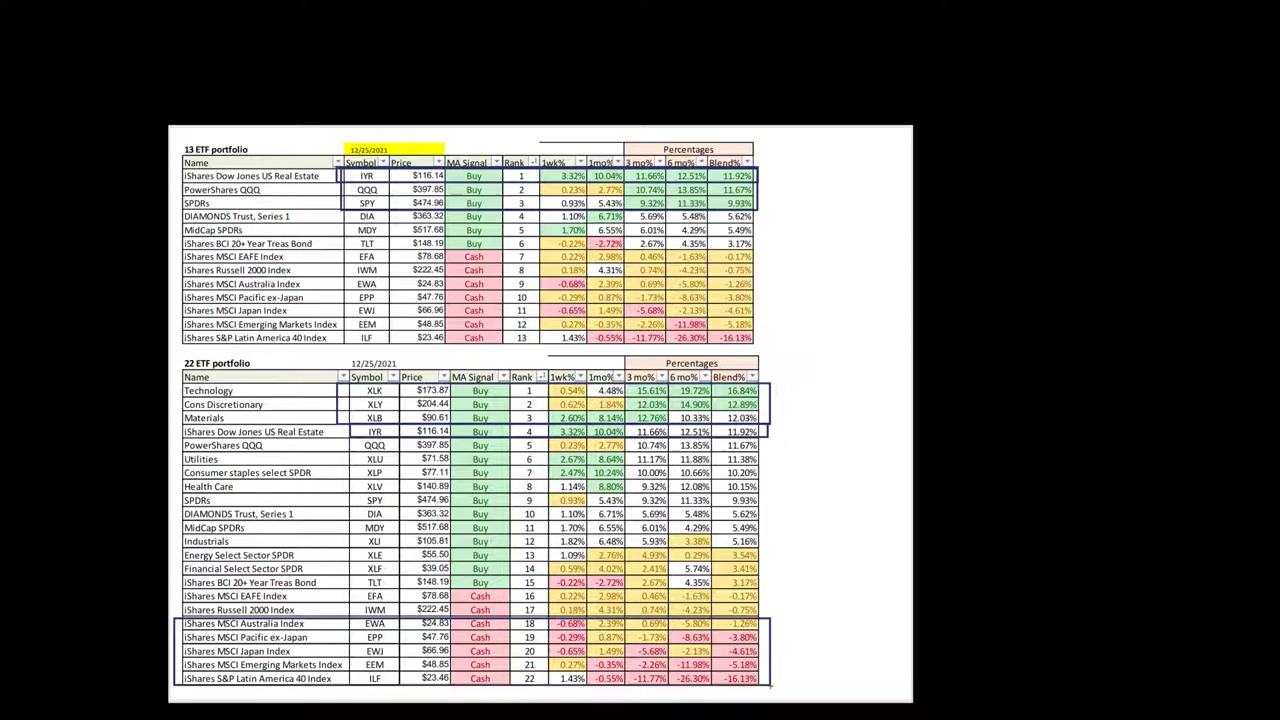 13 ETF portfolio 12/25/2021 Percentages
Name Symbol Price MA Signal Rank 1wk% 1mo% 3 mo% 6 mo% Blend%
iShares Dow Jones US Real Estate IYR $116.14 Buy 1 3.32% 10.04% 11.66% 12.51% 11.92%
PowerShares QQQ QQQ $397.85 Buy 2 0.23% 2.77% 10.74% 13.85% 11.67%
SPDRs SPY $474.96 Buy 3 0.93% 5.43% 9.32% 11.33% 9.93%
DIAMONDS Trust, Series 1 DIA $363.32 Buy 4 1.10% 6.71% 5.69% 5.48% 5.62%
MidCap SPDRs MDY $517.68 Buy 5 1.70% 6.55% 6.01% 4.29% 5.49%
iShares BCI 20+ Year Treas Bond TLT $148.19 Buy 6 -0.22% -2.72% 2.67% 4.35% 3.17%
iShares MSCI EAFE Index EFA $78.68 Cash 7 0.22% 2.98% 0.46% -1.63% -0.17%
iShares Russell 2000 Index IWM $222.45 Cash 8 0.18% 4.31% 0.74% -4.23% -0.75%
iShares MSCI Australia Index EWA $24.83 Cash 9 -0.68% 2.39% 0.69% -5.80% -1.26%
iShares MSCI Pacific ex-Japan EPP $47.76 Cash 10 -0.29% 0.87% -1.73% -8.63% -3.80%
iShares MSCI Japan Index EWJ $66.96 Cash 11 -0.65% 1.49% -5.68% -2.13% -4.61%
iShares MSCI Emerging Markets Index EEM $48.85 Cash 12 0.27% -0.35% -2.26% -11.98% -5.18%
iShares S&P Latin America 40 Index ILF $23.46 Cash 13 1.43% -0.55% -11.77% -26.30% -16.13%
22 ETF portfolio 12/25/2021 Percentages
Name Symbol Price MA Signal Rank 1wk% 1mo% 3 mo% 6 mo% Blend%
Technology XLK $173.87 Buy 1 0.54% 4.48% 15.61% 19.72% 16.84%
Cons Discretionary XLY $204.44 Buy 2 0.62% 1.84% 12.03% 14.90% 12.89%
Materials XLB $90.61 Buy 3 2.60% 8.14% 12.76% 10.33% 12.03%
iShares Dow Jones US Real Estate IYR $116.14 Buy 4 3.32% 10.04% 11.66% 12.51% 11.92%
PowerShares QQQ QQQ $397.85 Buy 5 0.23% 2.77% 10.74% 13.85% 11.67%
Utilities XLU $71.58 Buy 6 2.67% 8.64% 11.17% 11.88% 11.38%
Consumer staples select SPDR XLP $77.11 Buy 7 2.47% 10.24% 10.00% 10.66% 10.20%
Health Care XLV $140.89 Buy 8 1.14% 8.80% 9.32% 12.08% 10.15%
SPDRs SPY $474.96 Buy 9 0.93% 5.43% 9.32% 11.33% 9.93%
DIAMONDS Trust, Series 1 DIA $363.32 Buy 10 1.10% 6.71% 5.69% 5.48% 5.62%
MidCap SPDRs MDY $517.68 Buy 11 1.70% 6.55% 6.01% 4.29% 5.49%
Industrials XLI $105.81 Buy 12 1.82% 6.48% 5.93% 3.38% 5.16%
Energy Select Sector SPDR XLE $55.50 Buy 13 1.09% 2.76% 4.93% 0.29% 3.54%
Financial Select Sector SPDR XLF $39.05 Buy 14 0.59% 4.02% 2.41% 5.74% 3.41%
iShares BCI 20+ Year Treas Bond TLT $148.19 Buy 15 -0.22% -2.72% 2.67% 4.35% 3.17%
iShares MSCI EAFE Index EFA $78.68 Cash 16 0.22% 2.98% 0.46% -1.63% -0.17%
iShares Russell 2000 Index IWM $222.45 Cash 17 0.18% 4.31% 0.74% -4.23% -0.75%
iShares MSCI Australia Index EWA $24.83 Cash 18 -0.68% 2.39% 0.69% -5.80% -1.26%
iShares MSCI Pacific ex-Japan EPP $47.76 Cash 19 -0.29% 0.87% -1.73% -8.63% -3.80%
iShares MSCI Japan Index EWJ $66.96 Cash 20 -0.65% 1.49% -5.68% -2.13% -4.61%
iShares MSCI Emerging Markets Index EEM $48.85 Cash 21 0.27% -0.35% -2.26% -11.98% -5.18%
iShares S&P Latin America 40 Index ILF $23.46 Cash 22 1.43% -0.55% -11.77% -26.30% -16.13%